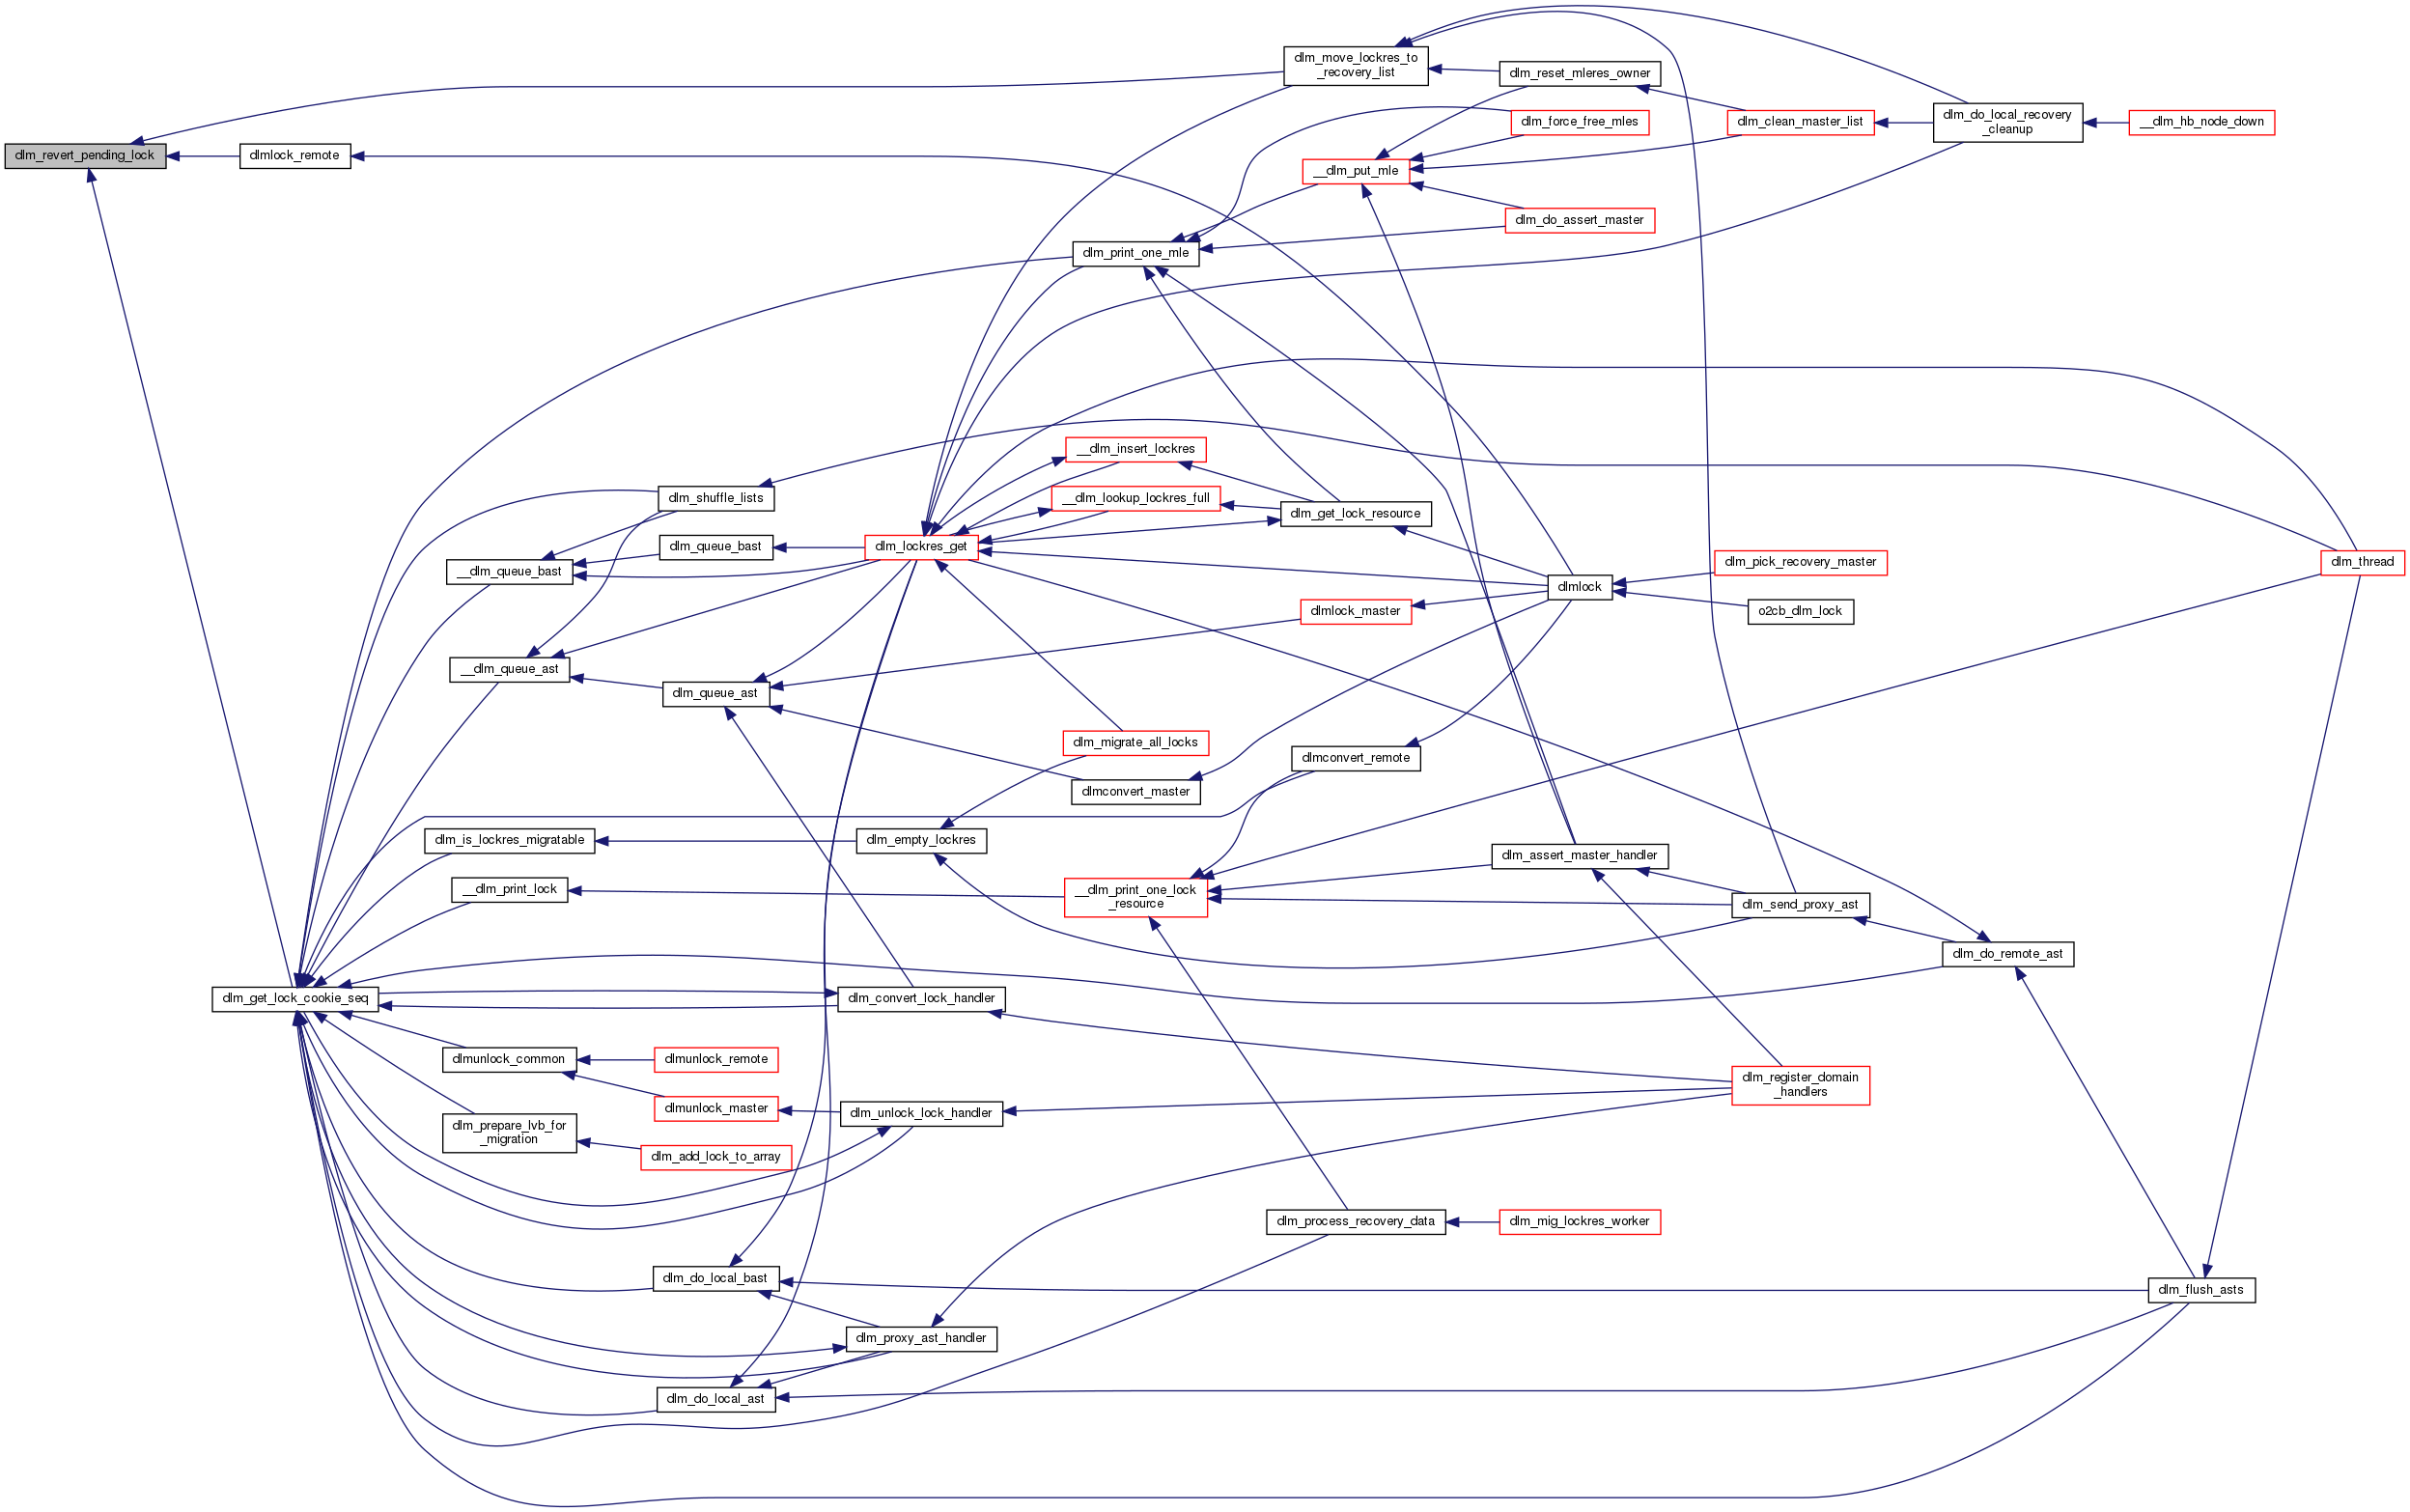 dlm_revert_pending_lock
dlmlock_remote
dlm_get_lock_cookie_seq
dlm_shuffle_lists
__dlm_queue_bast
dlm_queue_bast
__dlm_queue_ast
dlm_queue_ast
dlm_is_lockres_migratable
__dlm_print_lock
dlmunlock_common
dlmunlock_remote
dlmunlock_master
dlm_prepare_lvb_for
_migration
dlm_add_lock_to_array
dlm_do_local_bast
dlm_do_local_ast
dlm_lockres_get
dlm_empty_lockres
dlm_convert_lock_handler
dlm_unlock_lock_handler
dlm_proxy_ast_handler
dlm_print_one_mle
__dlm_insert_lockres
__dlm_lookup_lockres_full
dlm_migrate_all_locks
dlmconvert_master
__dlm_print_one_lock
_resource
dlm_move_lockres_to
_recovery_list
__dlm_put_mle
dlm_get_lock_resource
dlmlock_master
dlmconvert_remote
dlm_process_recovery_data
dlm_reset_mleres_owner
dlm_force_free_mles
dlm_do_assert_master
dlmlock
dlm_assert_master_handler
dlm_mig_lockres_worker
dlm_clean_master_list
dlm_pick_recovery_master
o2cb_dlm_lock
dlm_send_proxy_ast
dlm_register_domain
_handlers
dlm_do_local_recovery
_cleanup
dlm_do_remote_ast
__dlm_hb_node_down
dlm_flush_asts
dlm_thread